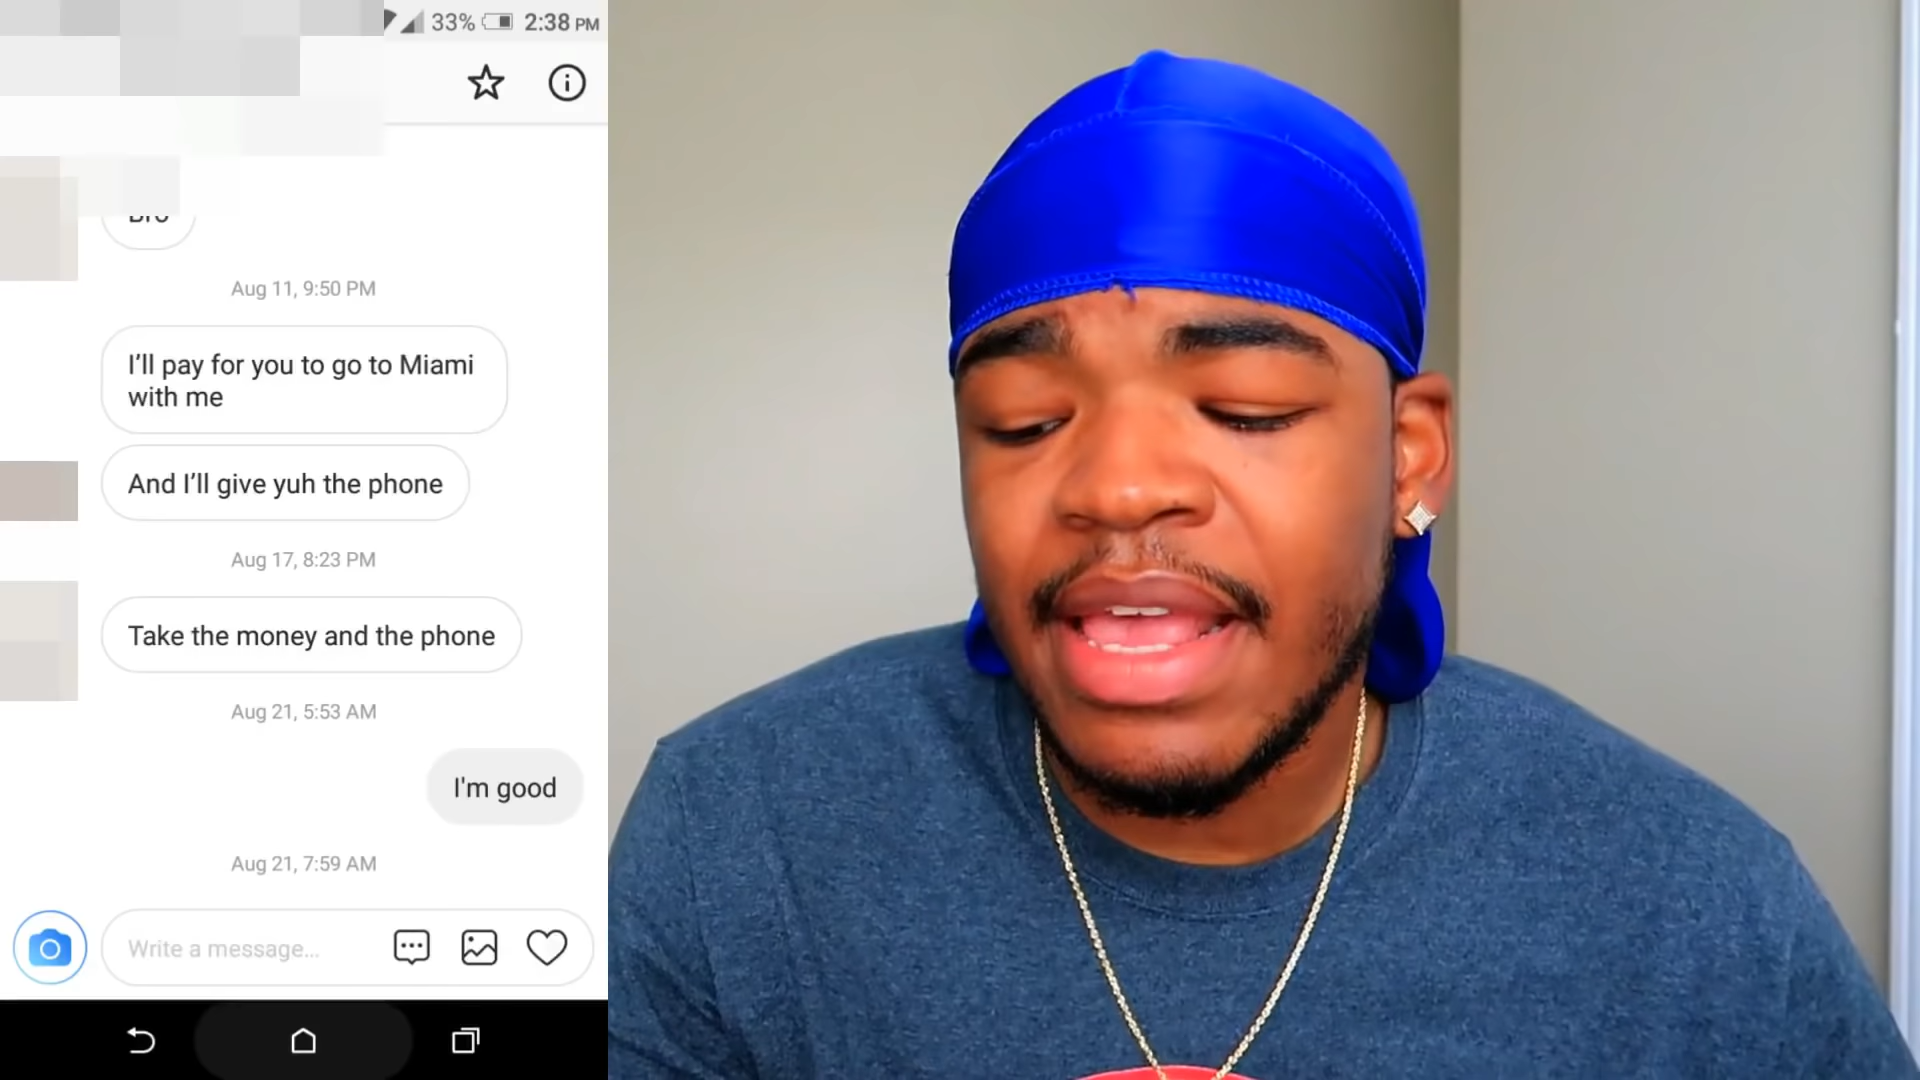 33% 2:38 PM
Bro
Aug 11, 9:50 PM
I’ll pay for you to go to Miami
with me
And I’ll give yuh the phone
Aug 17, 8:23 PM
Take the money and the phone
Aug 21, 5:53 AM
I'm good
Aug 21, 7:59 AM
Write a message...